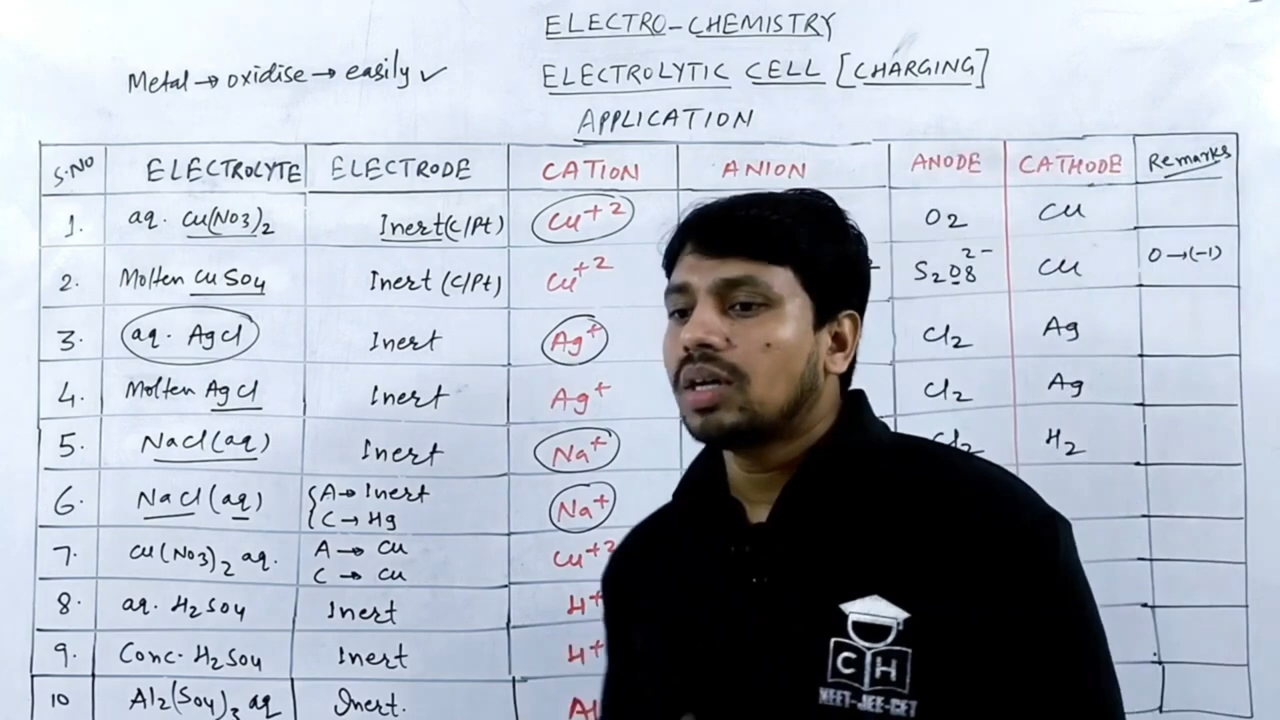 ELECTRO-CHEMISTRY
Metal → oxidise → easily ✓ ELECTROLYTIC CELL [CHARGING]
APPLICATION
S.NO ELECTROLYTE ELECTRODE CATION ANION ANODE CATHODE Remarks
1. aq. Cu(NO3)2 Inert (C/Pt) Cu+2 O2 Cu
2. Molten CuSO4 Inert (C/Pt) Cu+2 S2O8 2- Cu O→(-1)
3. aq. AgCl Inert Ag+ Cl2 Ag
4. Molten AgCl Inert Ag+ Cl2 Ag
5. NaCl (aq) Inert Na+ Cl2 H2
6. NaCl (aq) { A→ Inert
C → Hg Na+
7. Cu(NO3)2 aq. A → Cu
C → Cu Cu+2
8. aq. H2SO4 Inert H+
9. Conc. H2SO4 Inert H+
10 Al2(SO4)3 aq Inert. Al
C H
NEET-JEE-CET